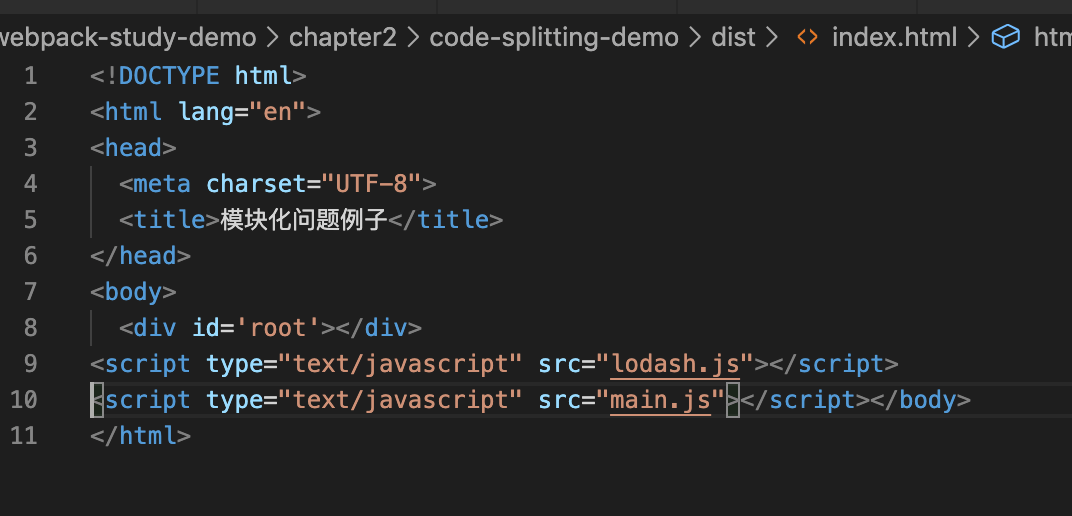 webpack-study-demo > chapter2 > code-splitting-demo > dist > <> index.html > htm
1 <!DOCTYPE html>
2 <html lang="en">
3 <head>
4 <meta charset="UTF-8">
5 <title>模块化问题例子</title>
6 </head>
7 <body>
8 <div id='root'></div>
9 <script type="text/javascript" src="lodash.js"></script>
10 <script type="text/javascript" src="main.js"></script></body>
11 </html>